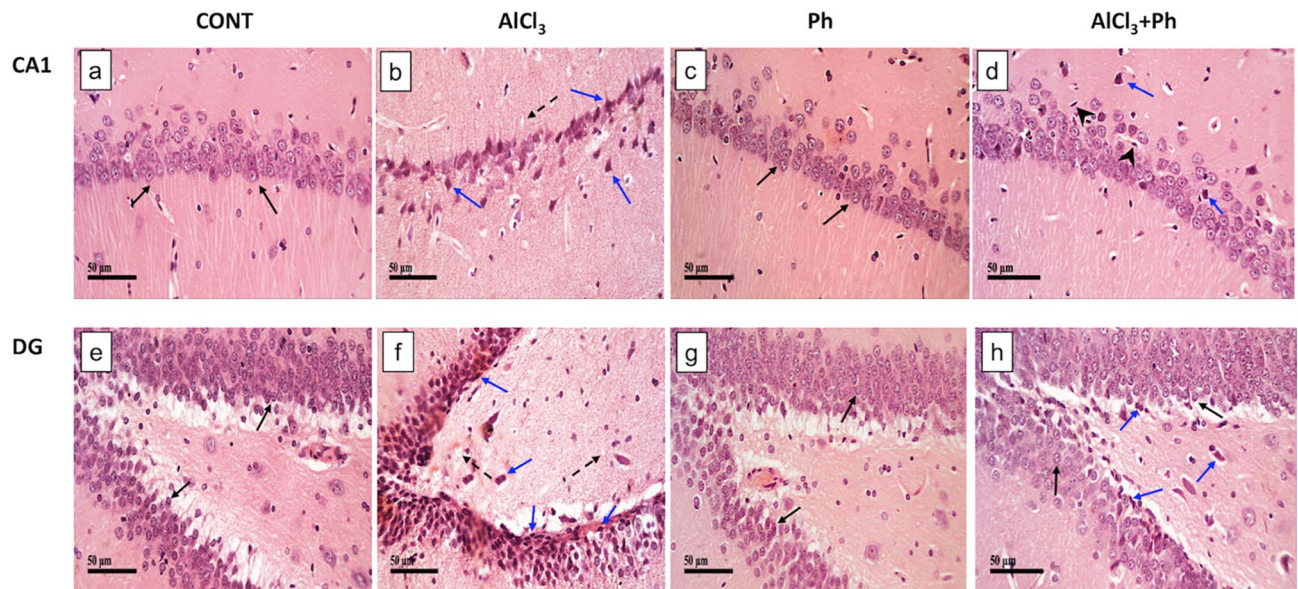 CONT AlCl₃ Ph AlCl₃+Ph
CA1
a b c d
50 µm 50 µm 50 µm 50 µm
DG
e f g h
50 µm 50 µm 50 µm 50 µm